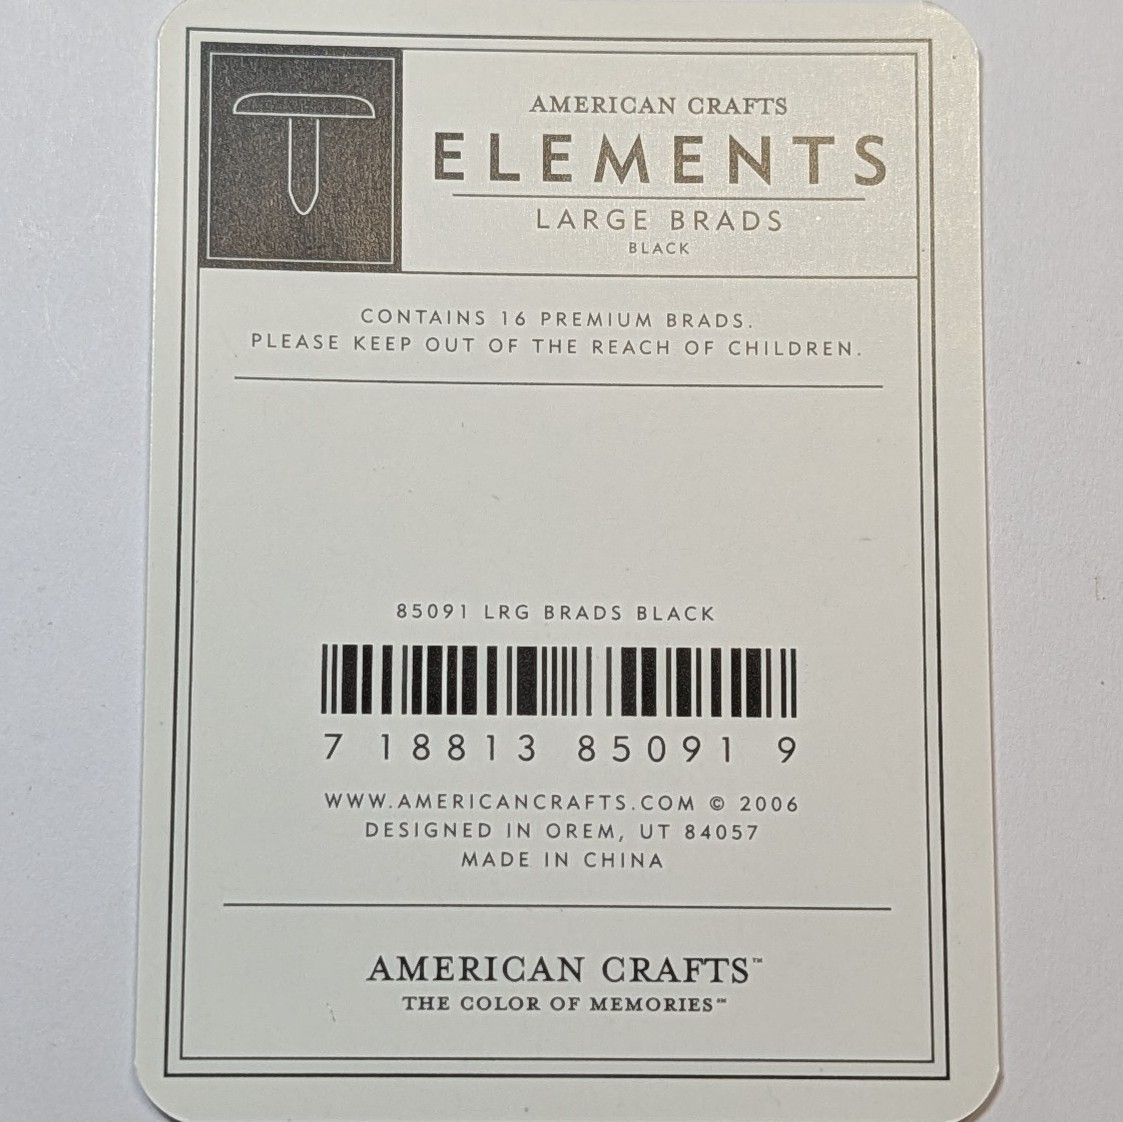 AMERICAN CRAFTS
ELEMENTS
LARGE BRADS
BLACK
CONTAINS 16 PREMIUM BRADS.
PLEASE KEEP OUT OF THE REACH OF CHILDREN.
85091 LRG BRADS BLACK
7 18813 85091 9
WWW.AMERICANCRAFTS.COM © 2006
DESIGNED IN OREM, UT 84057
MADE IN CHINA
AMERICAN CRAFTS™
THE COLOR OF MEMORIES℠